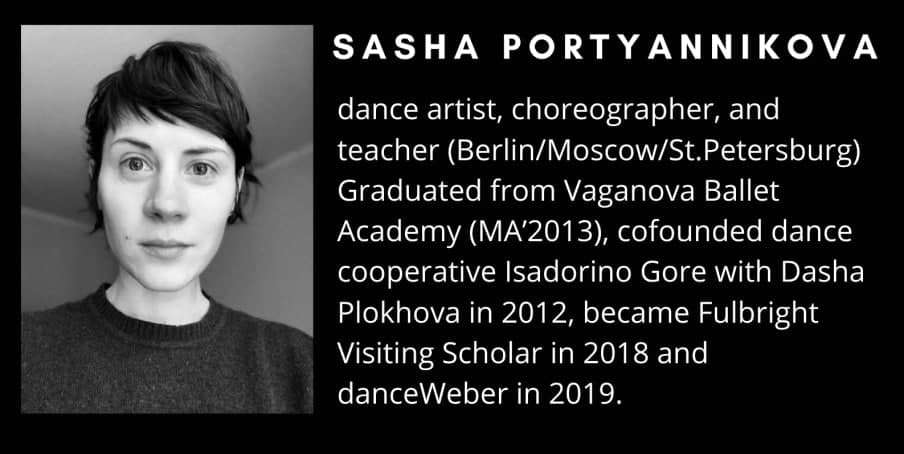 SASHA PORTYANNIKOVA
dance artist, choreographer, and
teacher (Berlin/Moscow/St.Petersburg)
Graduated from Vaganova Ballet
Academy (MA’2013), cofounded dance
cooperative Isadorino Gore with Dasha
Plokhova in 2012, became Fulbright
Visiting Scholar in 2018 and
danceWeber in 2019.